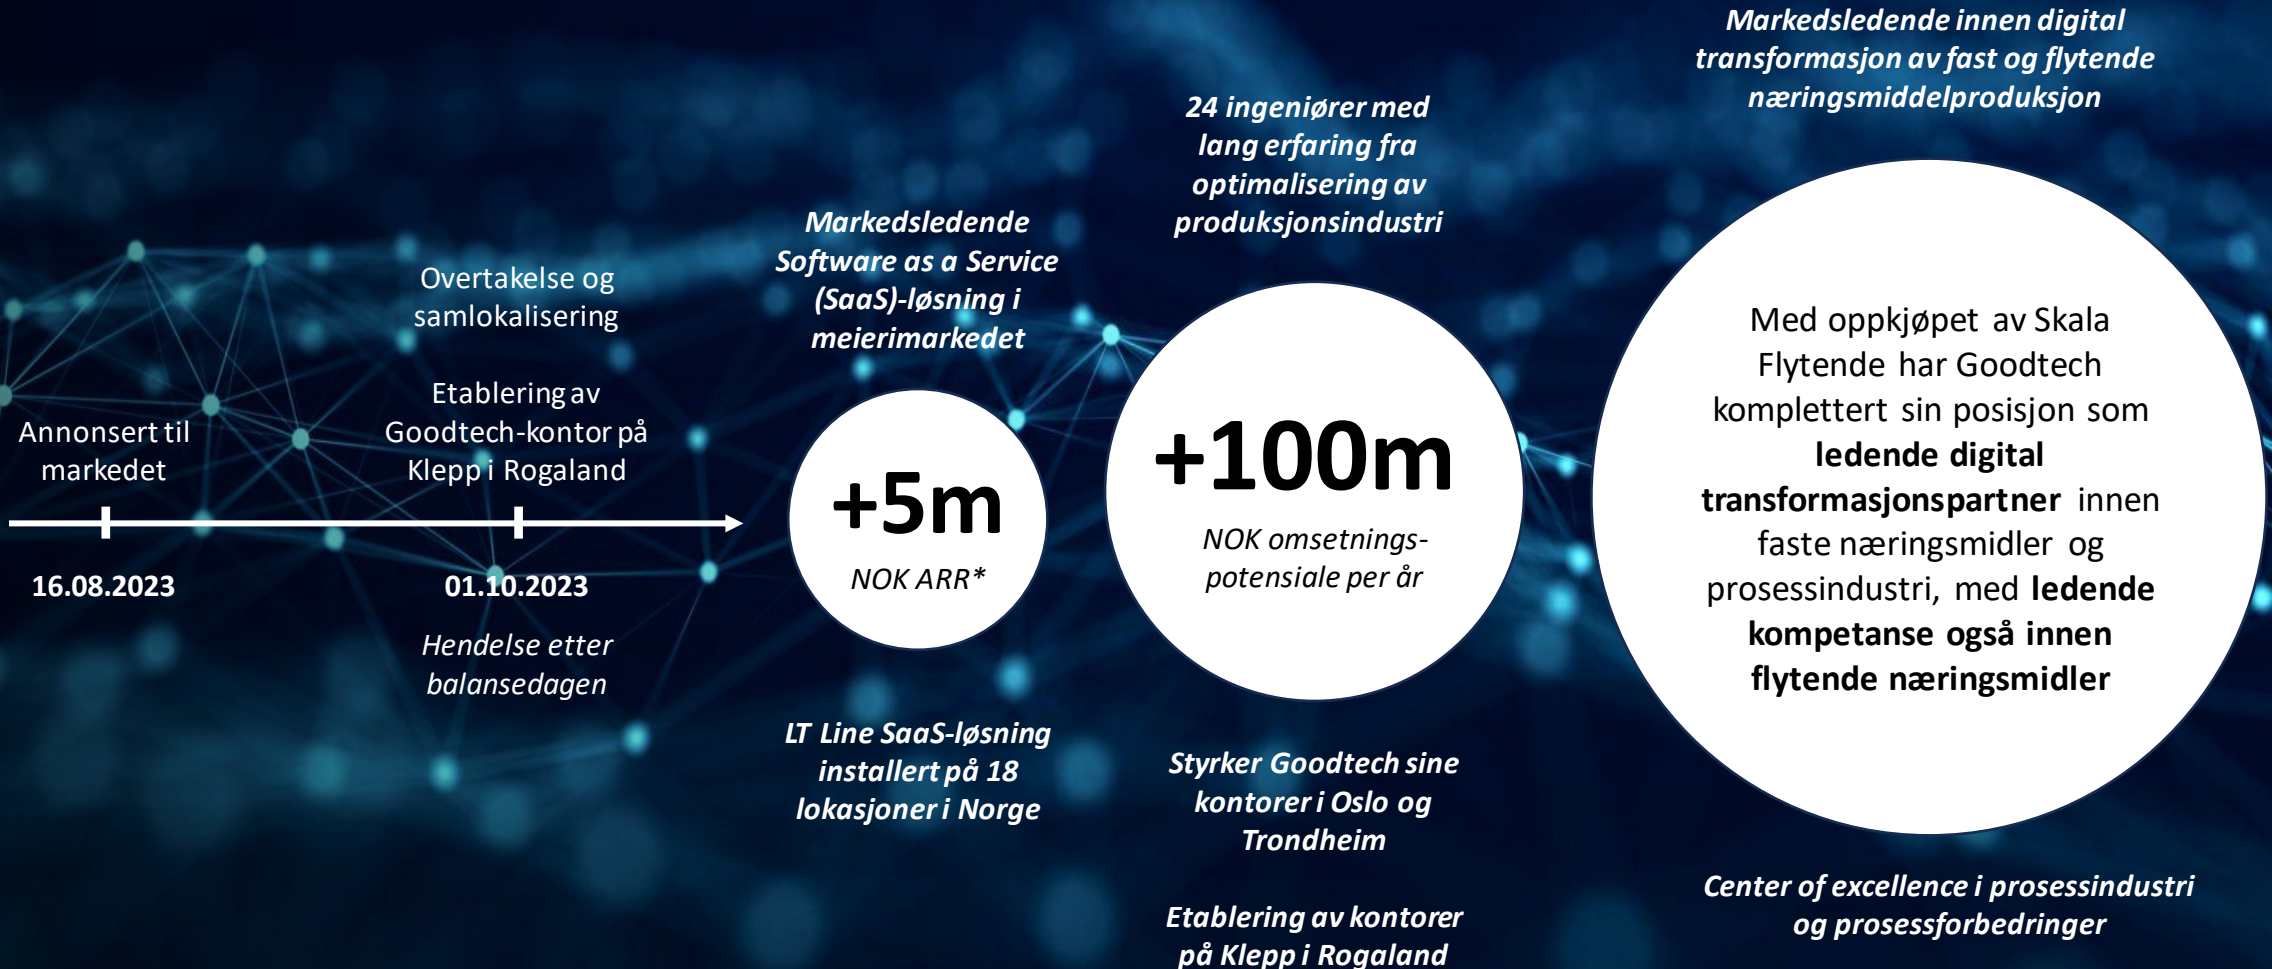 Annonsert til
markedet
16.08.2023
Overtakelse og
samlokalisering
Etablering av
Goodtech-kontor på
Klepp i Rogaland
01.10.2023
Hendelse etter
balansedagen
Markedsledende
Software as a Service
(SaaS)-løsning i
meierimarkedet
+5m
NOK ARR*
LT Line SaaS-løsning
installert på 18
lokasjoner i Norge
24 ingeniører med
lang erfaring fra
optimalisering av
produksjonsindustri
+100m
NOK omsetnings-
potensiale per år
Styrker Goodtech sine
kontorer i Oslo og
Trondheim
Etablering av kontorer
på Klepp i Rogaland
Markedsledende innen digital
transformasjon av fast og flytende
næringsmiddelproduksjon
Med oppkjøpet av Skala
Flytende har Goodtech
komplettert sin posisjon som
ledende digital
transformasjonspartner innen
faste næringsmidler og
prosessindustri, med ledende
kompetanse også innen
flytende næringsmidler
Center of excellence i prosessindustri
og prosessforbedringer